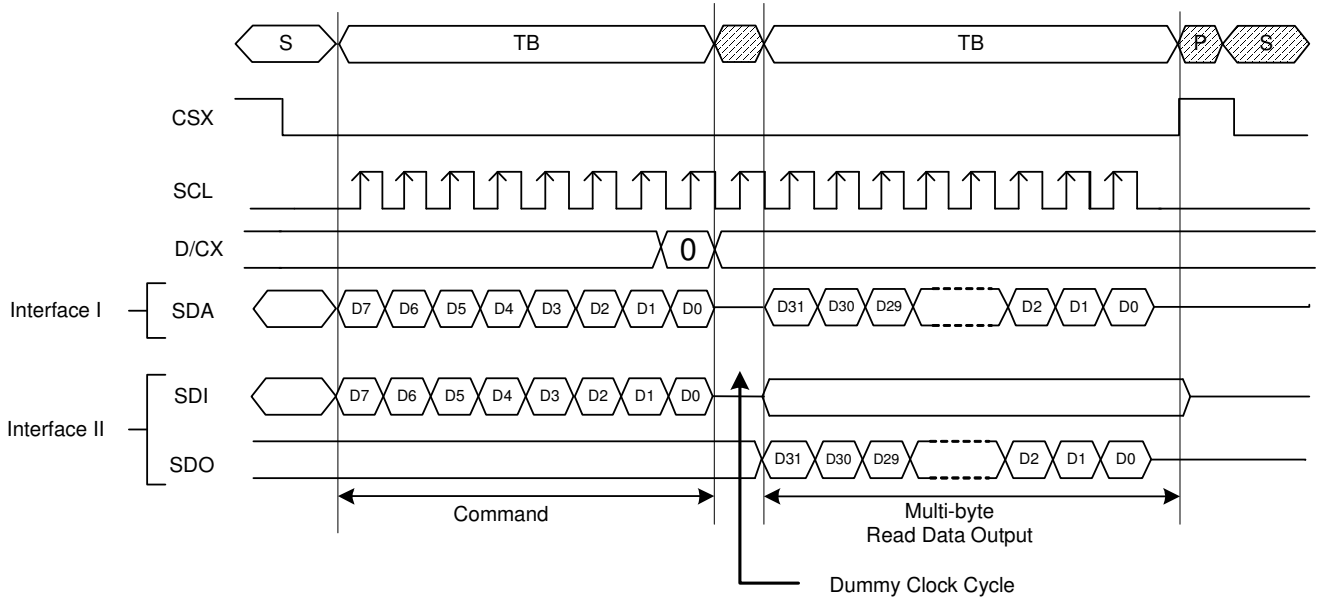 S TB TB P S
CSX
SCL
D/CX 0
Interface I SDA D7 D6 D5 D4 D3 D2 D1 D0 D31 D30 D29 D2 D1 D0
Interface II
SDI D7 D6 D5 D4 D3 D2 D1 D0
SDO D31 D30 D29 D2 D1 D0
Command
Multi-byte
Read Data Output
Dummy Clock Cycle